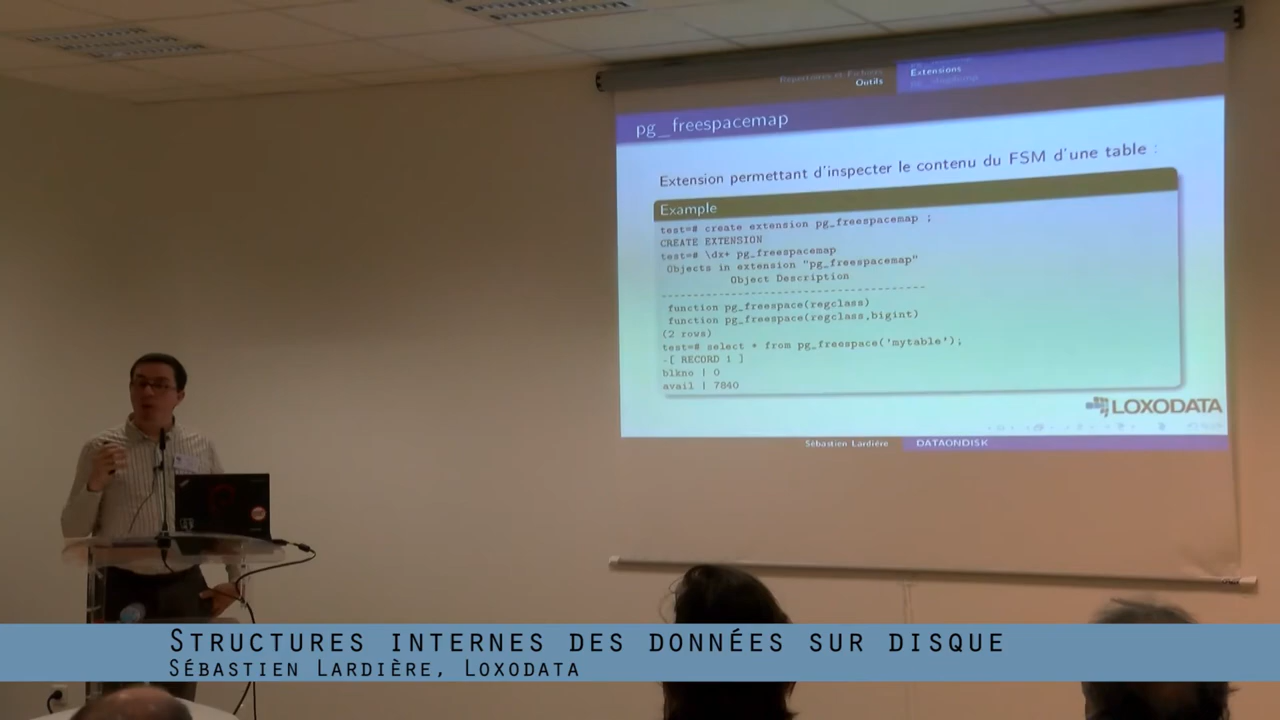 Répertoires et Fichiers
Outils
Extensions
pg_freespacemap
Extension permettant d'inspecter le contenu du FSM d'une table :
Example
test=# create extension pg_freespacemap ;
CREATE EXTENSION
test=# \dx+ pg_freespacemap
Objects in extension "pg_freespacemap"
Object Description
----------------------------------------
function pg_freespace(regclass)
function pg_freespace(regclass,bigint)
(2 rows)
test=# select * from pg_freespace('mytable');
-[ RECORD 1 ]
blkno | 0
avail | 7840
LOXODATA
Sébastien Lardière
DATAONDISK
STRUCTURES INTERNES DES DONNÉES SUR DISQUE
SÉBASTIEN LARDIÈRE, LOXODATA